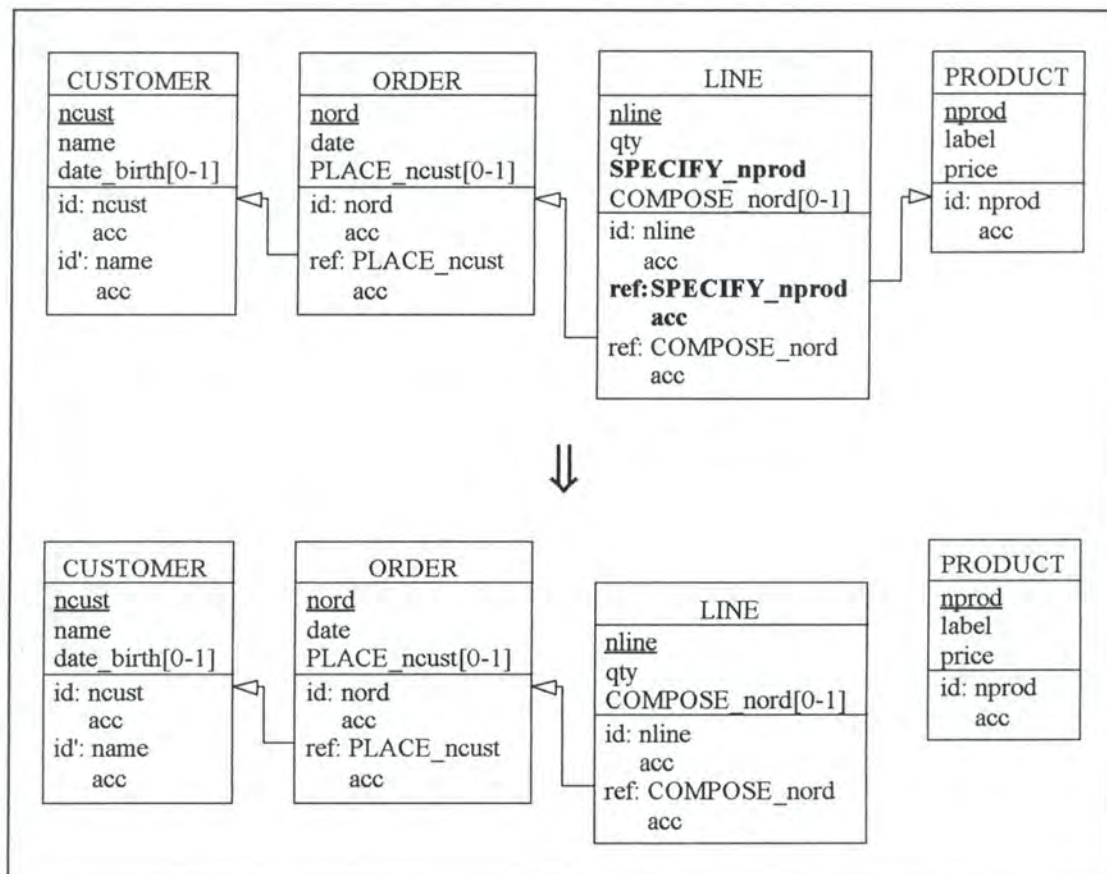 CUSTOMER
ncust
name
date_birth[0-1]
id: ncust
acc
id': name
acc
ORDER
nord
date
PLACE_ncust[0-1]
id: nord
acc
ref: PLACE_ncust
acc
LINE
nline
qty
SPECIFY_nprod
COMPOSE_nord[0-1]
id: nline
acc
ref:SPECIFY_nprod
acc
ref: COMPOSE_nord
acc
PRODUCT
nprod
label
price
id: nprod
acc
⇓
CUSTOMER
ncust
name
date_birth[0-1]
id: ncust
acc
id': name
acc
ORDER
nord
date
PLACE_ncust[0-1]
id: nord
acc
ref: PLACE_ncust
acc
LINE
nline
qty
COMPOSE_nord[0-1]
id: nline
acc
ref: COMPOSE_nord
acc
PRODUCT
nprod
label
price
id: nprod
acc